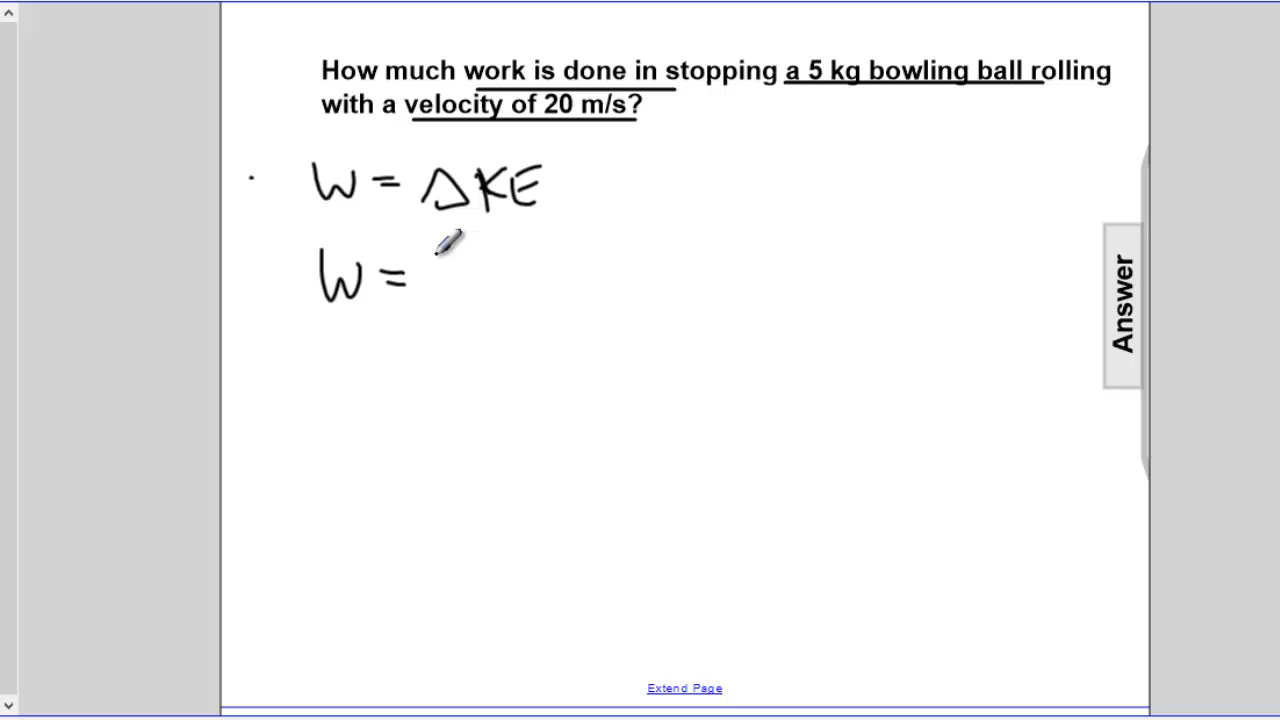 How much work is done in stopping a 5 kg bowling ball rolling
with a velocity of 20 m/s?
W = ΔKE
W =
Answer
Extend Page